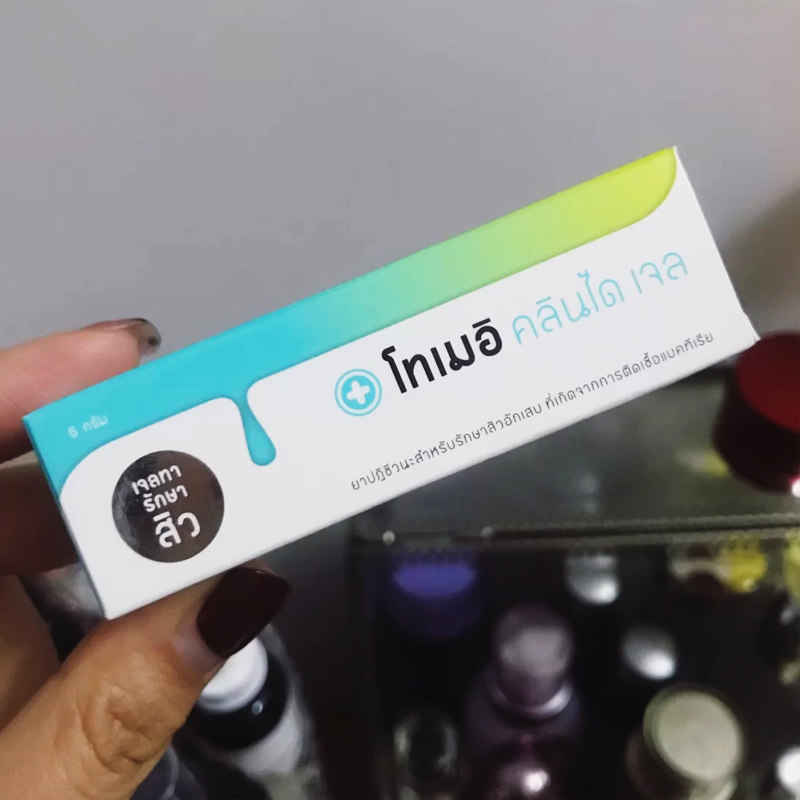 5 กรัม
เจลทา
รักษา
สิว
โทเมอิ คลินได เจล
ยาปฏิชีวนะสำหรับรักษาสิวอักเสบ ที่เกิดจากการติดเชื้อแบคทีเรีย